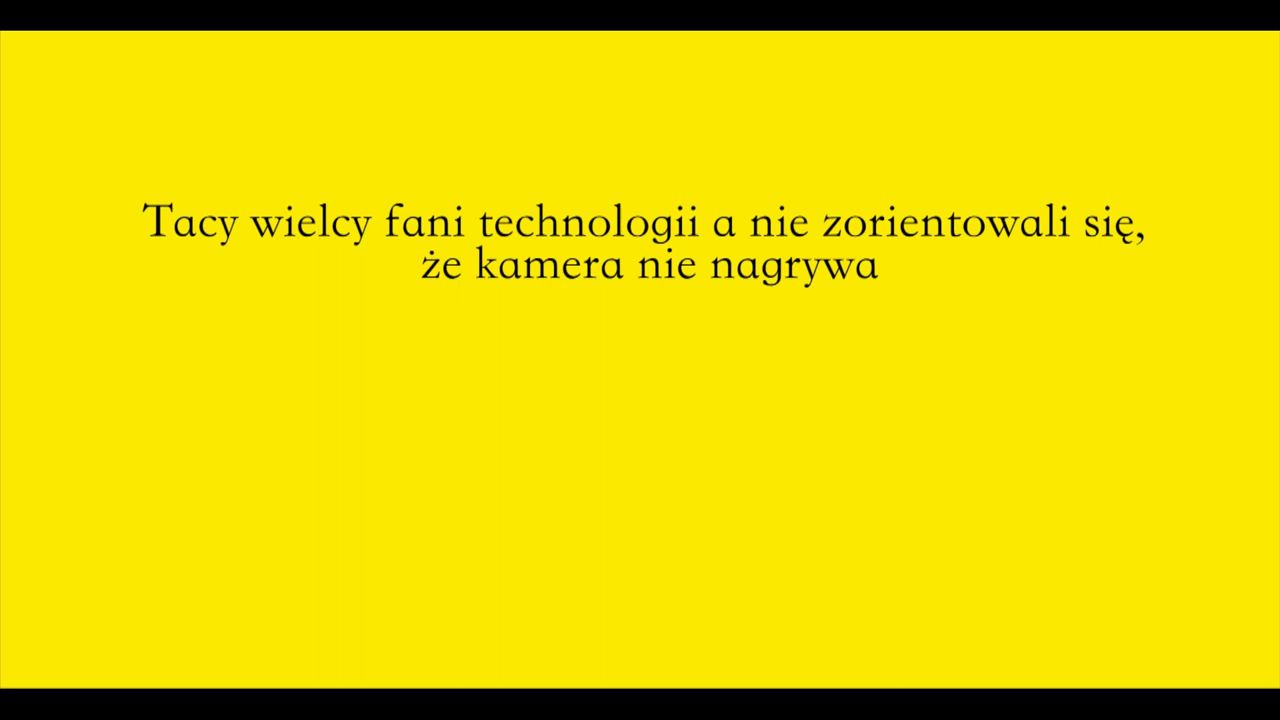 Tacy wielcy fani technologii a nie zorientowali się,
że kamera nie nagrywa